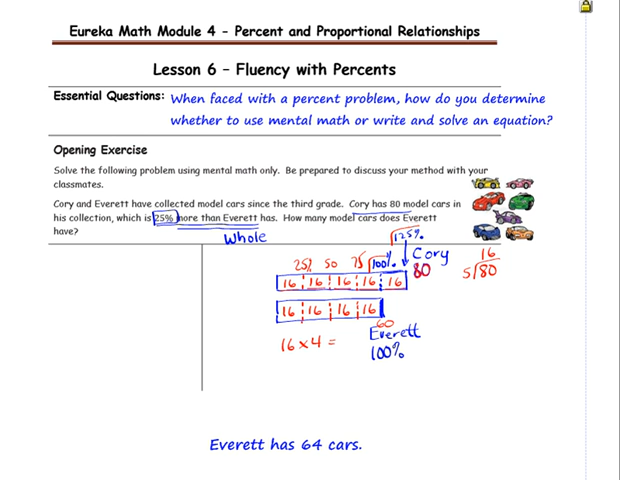 Eureka Math Module 4 – Percent and Proportional Relationships
Lesson 6 – Fluency with Percents
Essential Questions: When faced with a percent problem, how do you determine
whether to use mental math or write and solve an equation?
Opening Exercise
Solve the following problem using mental math only. Be prepared to discuss your method with your
classmates.
Cory and Everett have collected model cars since the third grade. Cory has 80 model cars in
his collection, which is 25% more than Everett has. How many model cars does Everett
have?
Whole
125%
25% 50 75 100% Cory
16 16 16 16 16 80
16
5 80
16 16 16 16
60
Everett
16 x 4 =
100%
Everett has 64 cars.